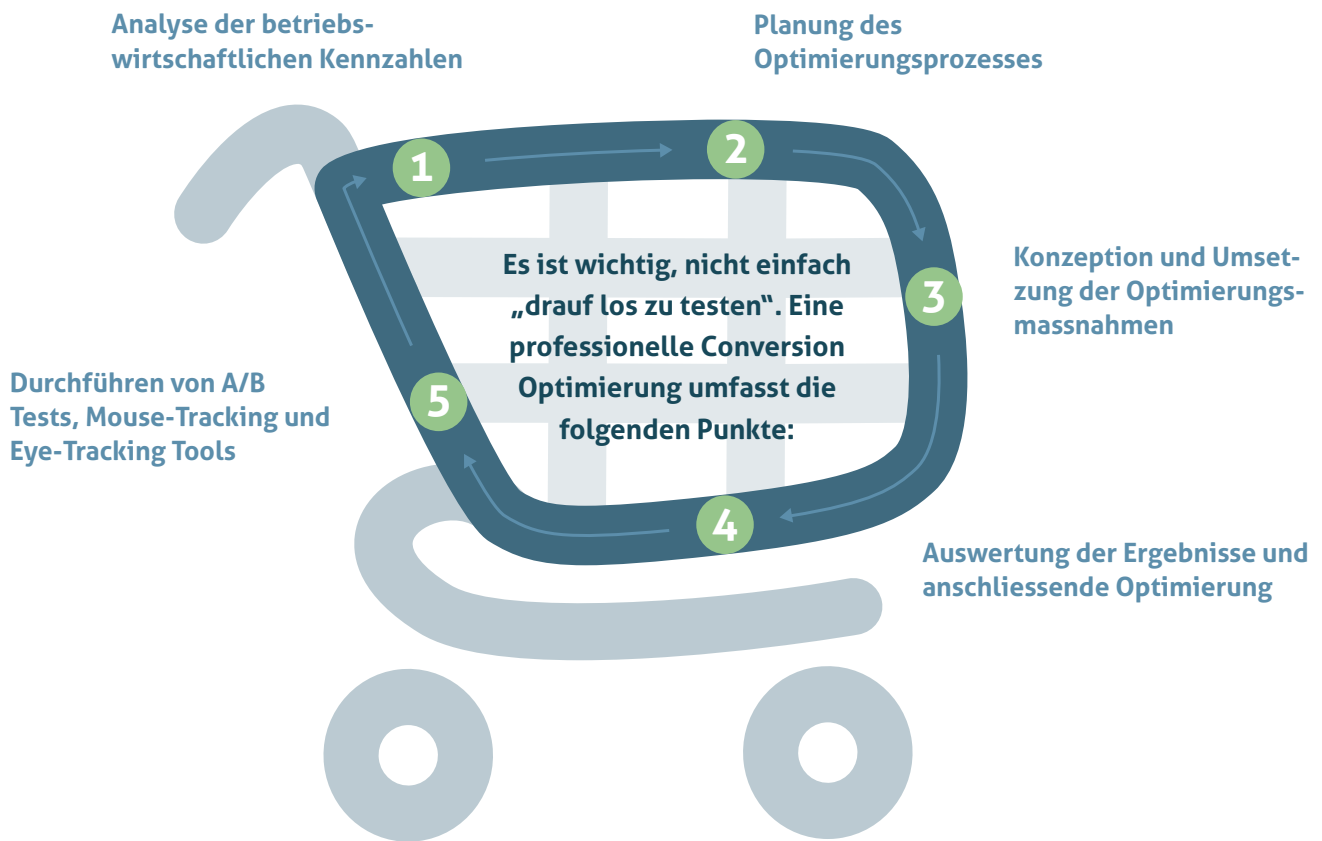 Analyse der betriebs-
wirtschaftlichen Kennzahlen
Planung des
Optimierungsprozesses
1
2
Es ist wichtig, nicht einfach
„drauf los zu testen“. Eine
professionelle Conversion
Optimierung umfasst die
folgenden Punkte:
3
Konzeption und Umset-
zung der Optimierungs-
massnahmen
Durchführen von A/B
Tests, Mouse-Tracking und
Eye-Tracking Tools
5
4
Auswertung der Ergebnisse und
anschliessende Optimierung